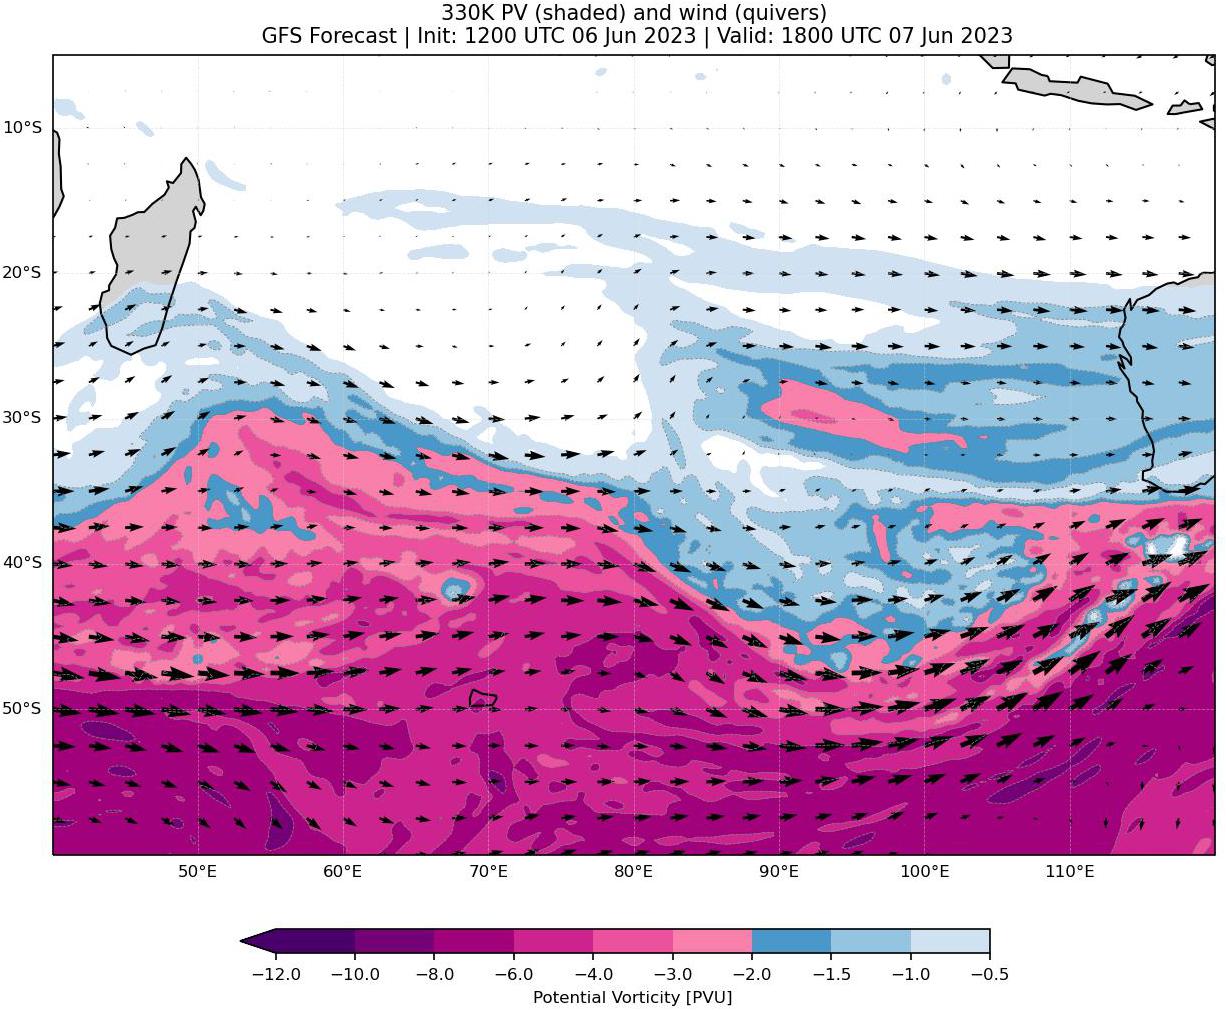 330K PV (shaded) and wind (quivers)
GFS Forecast | Init: 1200 UTC 06 Jun 2023 | Valid: 1800 UTC 07 Jun 2023
10°S
20°S
30°S
40°S
50°S
50°E 60°E 70°E 80°E 90°E 100°E 110°E
−12.0 −10.0 −8.0 −6.0 −4.0 −3.0 −2.0 −1.5 −1.0 −0.5
Potential Vorticity [PVU]